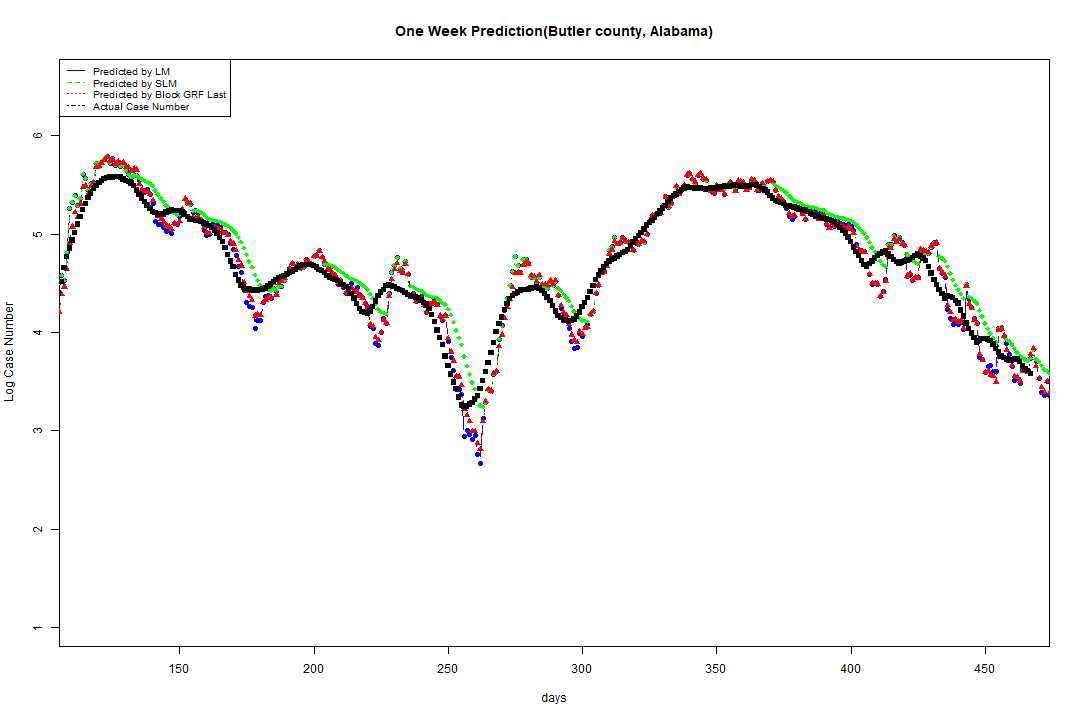 One Week Prediction(Butler county, Alabama)
Predicted by LM
Predicted by SLM
Predicted by Block GRF Last
Actual Case Number
6
5
4
3
2
1
Log Case Number
150 200 250 300 350 400 450
days